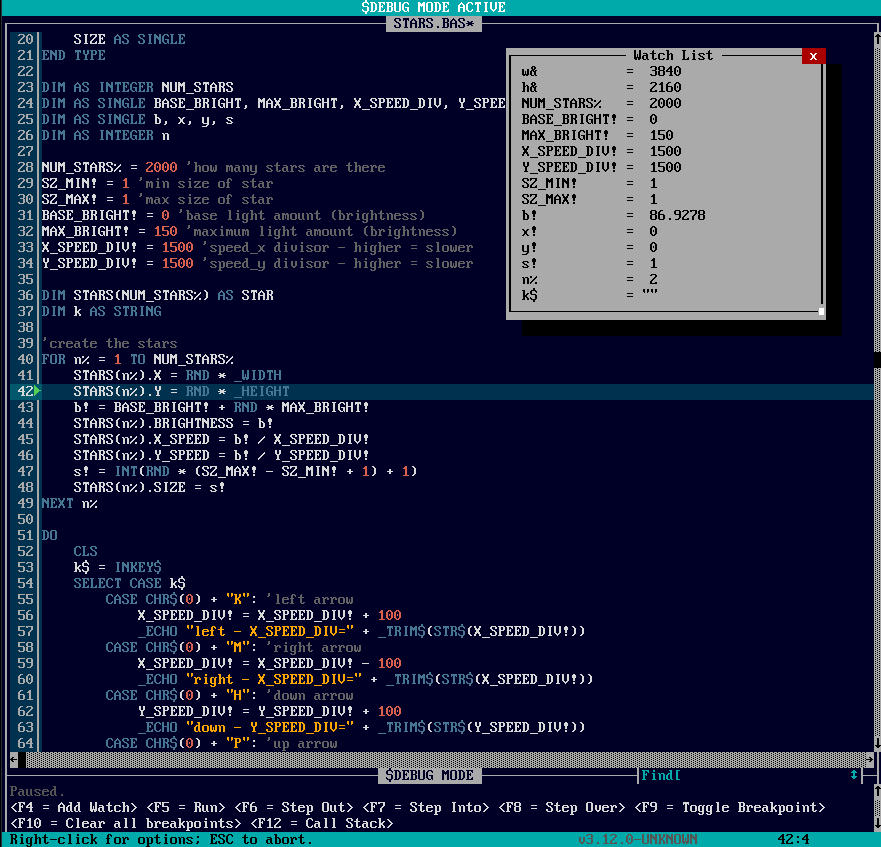 $DEBUG MODE ACTIVE
STARS.BAS*
20     SIZE AS SINGLE
21 END TYPE
22
23 DIM AS INTEGER NUM_STARS
24 DIM AS SINGLE BASE_BRIGHT, MAX_BRIGHT, X_SPEED_DIV, Y_SPEE
25 DIM AS SINGLE b, x, y, s
26 DIM AS INTEGER n
27
28 NUM_STARS% = 2000 'how many stars are there
29 SZ_MIN! = 1 'min size of star
30 SZ_MAX! = 1 'max size of star
31 BASE_BRIGHT! = 0 'base light amount (brightness)
32 MAX_BRIGHT! = 150 'maximum light amount (brightness)
33 X_SPEED_DIV! = 1500 'speed_x divisor - higher = slower
34 Y_SPEED_DIV! = 1500 'speed_y divisor - higher = slower
35
36 DIM STARS(NUM_STARS%) AS STAR
37 DIM k AS STRING
38
39 'create the stars
40 FOR n% = 1 TO NUM_STARS%
41     STARS(n%).X = RND * _WIDTH
42     STARS(n%).Y = RND * _HEIGHT
43     b! = BASE_BRIGHT! + RND * MAX_BRIGHT!
44     STARS(n%).BRIGHTNESS = b!
45     STARS(n%).X_SPEED = b! / X_SPEED_DIV!
46     STARS(n%).Y_SPEED = b! / Y_SPEED_DIV!
47     s! = INT(RND * (SZ_MAX! - SZ_MIN! + 1) + 1)
48     STARS(n%).SIZE = s!
49 NEXT n%
50
51 DO
52     CLS
53     k$ = INKEY$
54     SELECT CASE k$
55         CASE CHR$(0) + "K": 'left arrow
56             X_SPEED_DIV! = X_SPEED_DIV! + 100
57             _ECHO "left - X_SPEED_DIV=" + _TRIM$(STR$(X_SPEED_DIV!))
58         CASE CHR$(0) + "M": 'right arrow
59             X_SPEED_DIV! = X_SPEED_DIV! - 100
60             _ECHO "right - X_SPEED_DIV=" + _TRIM$(STR$(X_SPEED_DIV!))
61         CASE CHR$(0) + "H": 'down arrow
62             Y_SPEED_DIV! = Y_SPEED_DIV! + 100
63             _ECHO "down - Y_SPEED_DIV=" + _TRIM$(STR$(Y_SPEED_DIV!))
64         CASE CHR$(0) + "P": 'up arrow
Watch List x
w& = 3840
h& = 2160
NUM_STARS% = 2000
BASE_BRIGHT! = 0
MAX_BRIGHT! = 150
X_SPEED_DIV! = 1500
Y_SPEED_DIV! = 1500
SZ_MIN! = 1
SZ_MAX! = 1
b! = 86.9278
x! = 0
y! = 0
s! = 1
n% = 2
k$ = ""
$DEBUG MODE
Find[
Paused.
<F4 = Add Watch> <F5 = Run> <F6 = Step Out> <F7 = Step Into> <F8 = Step Over> <F9 = Toggle Breakpoint>
<F10 = Clear all breakpoints> <F12 = Call Stack>
Right-click for options; ESC to abort. v3.12.0-UNKNOWN 42:4